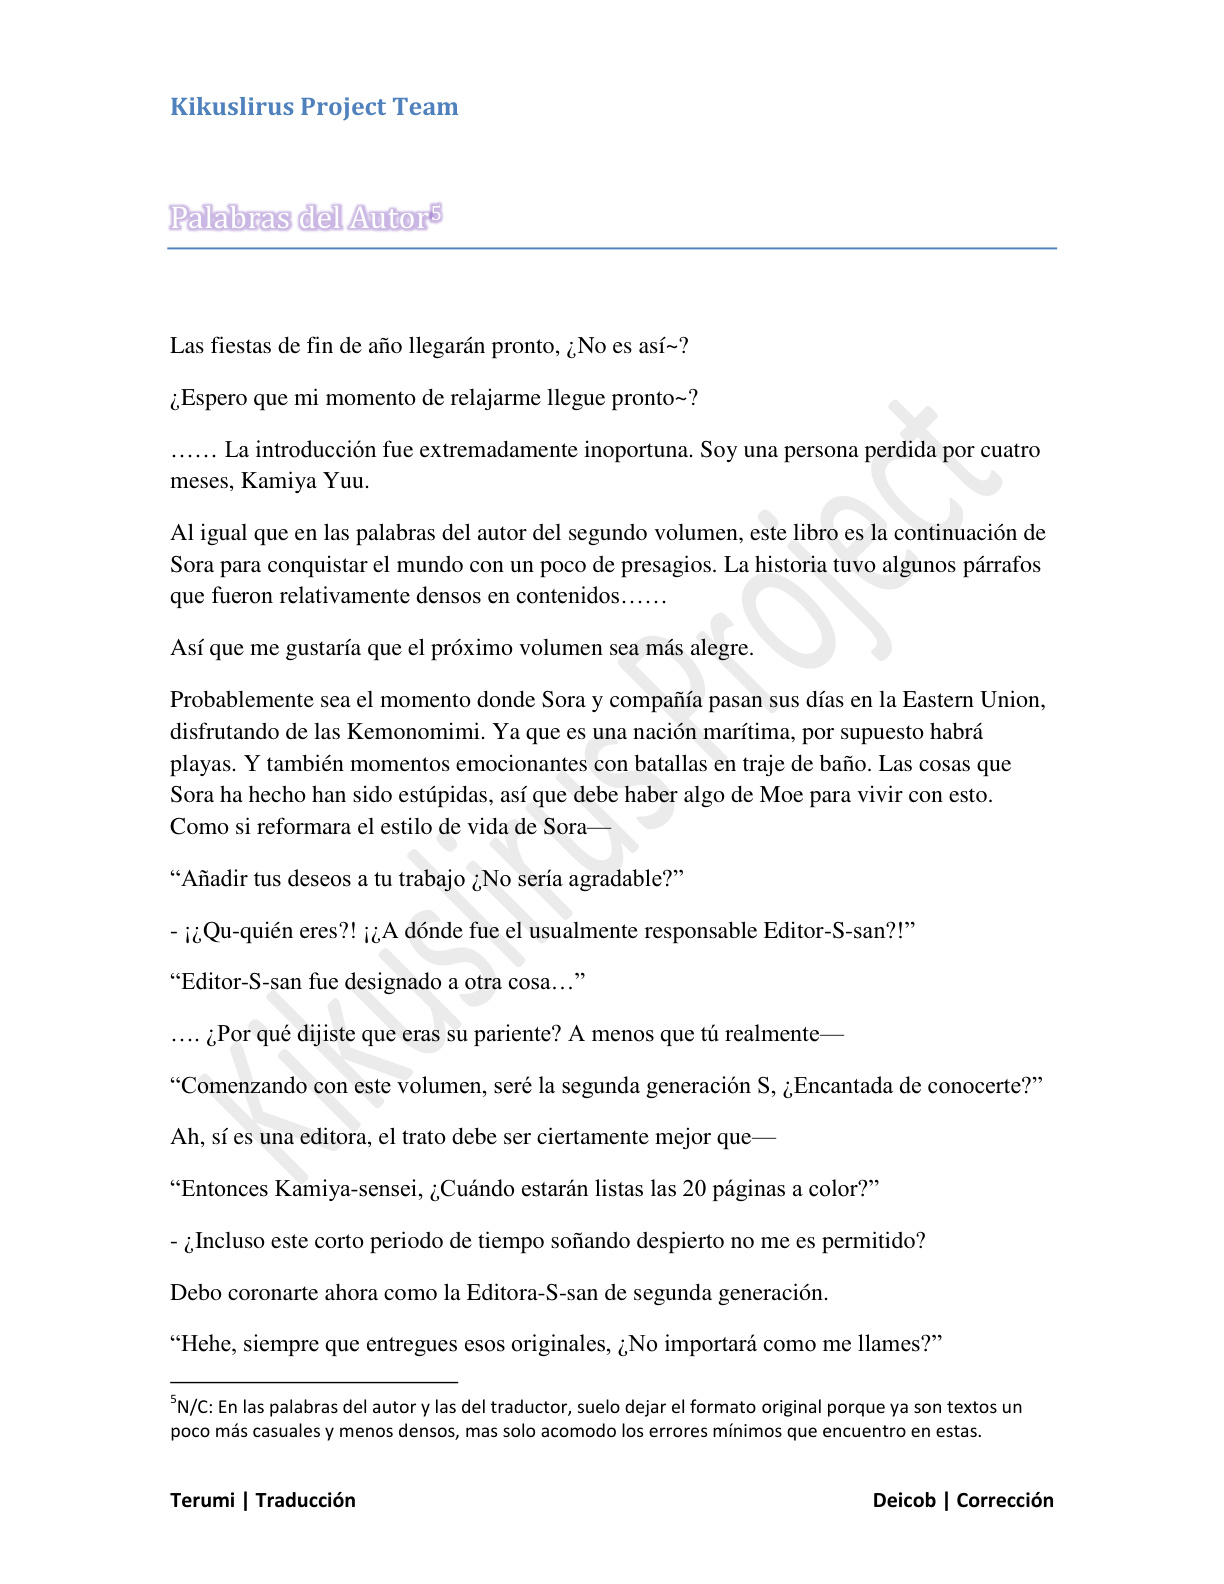 Kikuslirus Project Team
Palabras del Autor5
Las fiestas de fin de año llegarán pronto, ¿No es así~?
¿Espero que mi momento de relajarme llegue pronto~?
…… La introducción fue extremadamente inoportuna. Soy una persona perdida por cuatro
meses, Kamiya Yuu.
Al igual que en las palabras del autor del segundo volumen, este libro es la continuación de
Sora para conquistar el mundo con un poco de presagios. La historia tuvo algunos párrafos
que fueron relativamente densos en contenidos……
Así que me gustaría que el próximo volumen sea más alegre.
Probablemente sea el momento donde Sora y compañía pasan sus días en la Eastern Union,
disfrutando de las Kemonomimi. Ya que es una nación marítima, por supuesto habrá
playas. Y también momentos emocionantes con batallas en traje de baño. Las cosas que
Sora ha hecho han sido estúpidas, así que debe haber algo de Moe para vivir con esto.
Como si reformara el estilo de vida de Sora—
“Añadir tus deseos a tu trabajo ¿No sería agradable?”
- ¡¿Qu-quién eres?! ¡¿A dónde fue el usualmente responsable Editor-S-san?!”
“Editor-S-san fue designado a otra cosa…”
…. ¿Por qué dijiste que eras su pariente? A menos que tú realmente—
“Comenzando con este volumen, seré la segunda generación S, ¿Encantada de conocerte?”
Ah, sí es una editora, el trato debe ser ciertamente mejor que—
“Entonces Kamiya-sensei, ¿Cuándo estarán listas las 20 páginas a color?”
- ¿Incluso este corto periodo de tiempo soñando despierto no me es permitido?
Debo coronarte ahora como la Editora-S-san de segunda generación.
“Hehe, siempre que entregues esos originales, ¿No importará como me llames?”
5N/C: En las palabras del autor y las del traductor, suelo dejar el formato original porque ya son textos un
poco más casuales y menos densos, mas solo acomodo los errores mínimos que encuentro en estas.
Terumi | Traducción
Deicob | Corrección
Kikuslirus Project